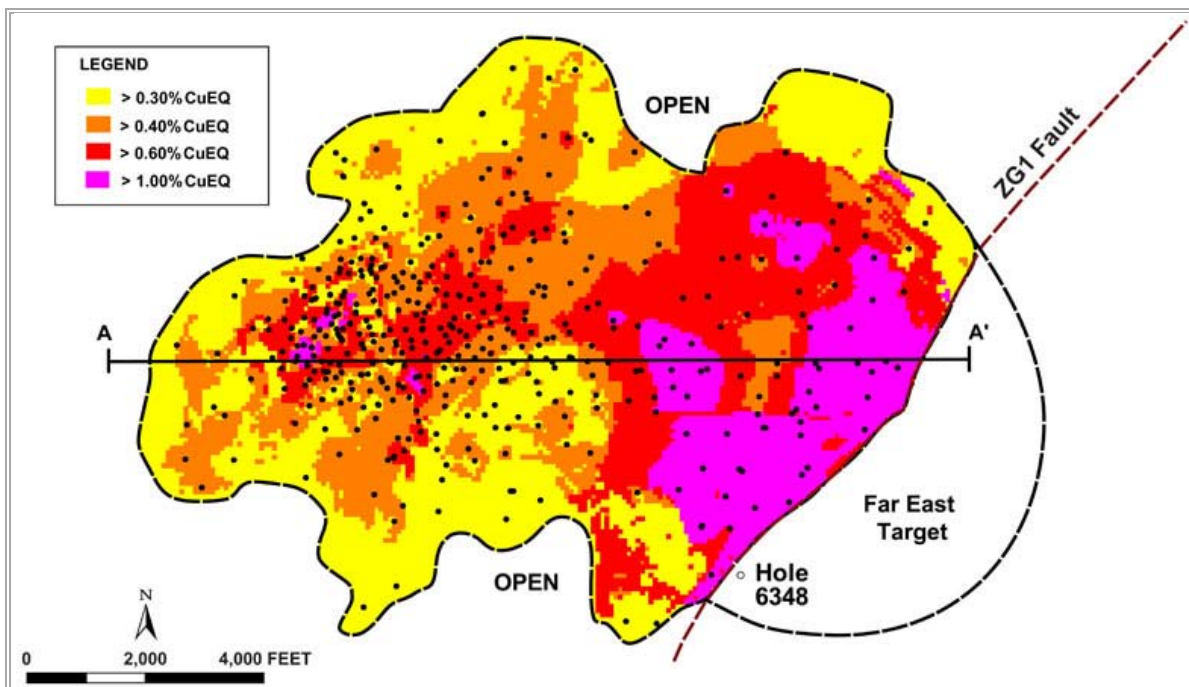 LEGEND
> 0.30%CuEQ
> 0.40%CuEQ
> 0.60%CuEQ
> 1.00%CuEQ
OPEN
ZG1 Fault
A
A'
Far East
Target
OPEN
Hole
6348
N
0 2,000 4,000 FEET